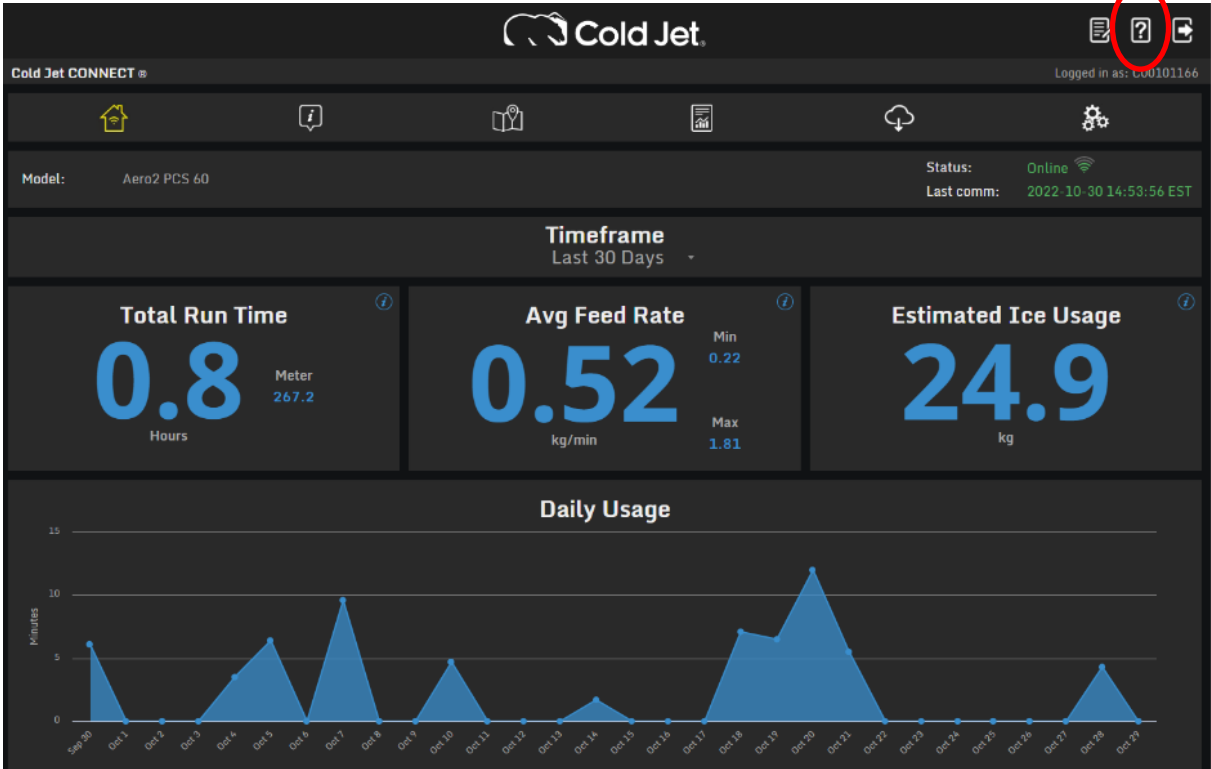 Cold Jet®
Cold Jet CONNECT ®
Logged in as: C00101166
Model: Aero2 PCS 60
Status: Online
Last comm: 2022-10-30 14:53:56 EST
Timeframe
Last 30 Days
Total Run Time
0.8
Hours
Meter
267.2
Avg Feed Rate
0.52
kg/min
Min
0.22
Max
1.81
Estimated Ice Usage
24.9
kg
Daily Usage
Minutes
15
10
5
0
Sep 30 Oct 1 Oct 2 Oct 3 Oct 4 Oct 5 Oct 6 Oct 7 Oct 8 Oct 9 Oct 10 Oct 11 Oct 12 Oct 13 Oct 14 Oct 15 Oct 16 Oct 17 Oct 18 Oct 19 Oct 20 Oct 21 Oct 22 Oct 23 Oct 24 Oct 25 Oct 26 Oct 27 Oct 28 Oct 29